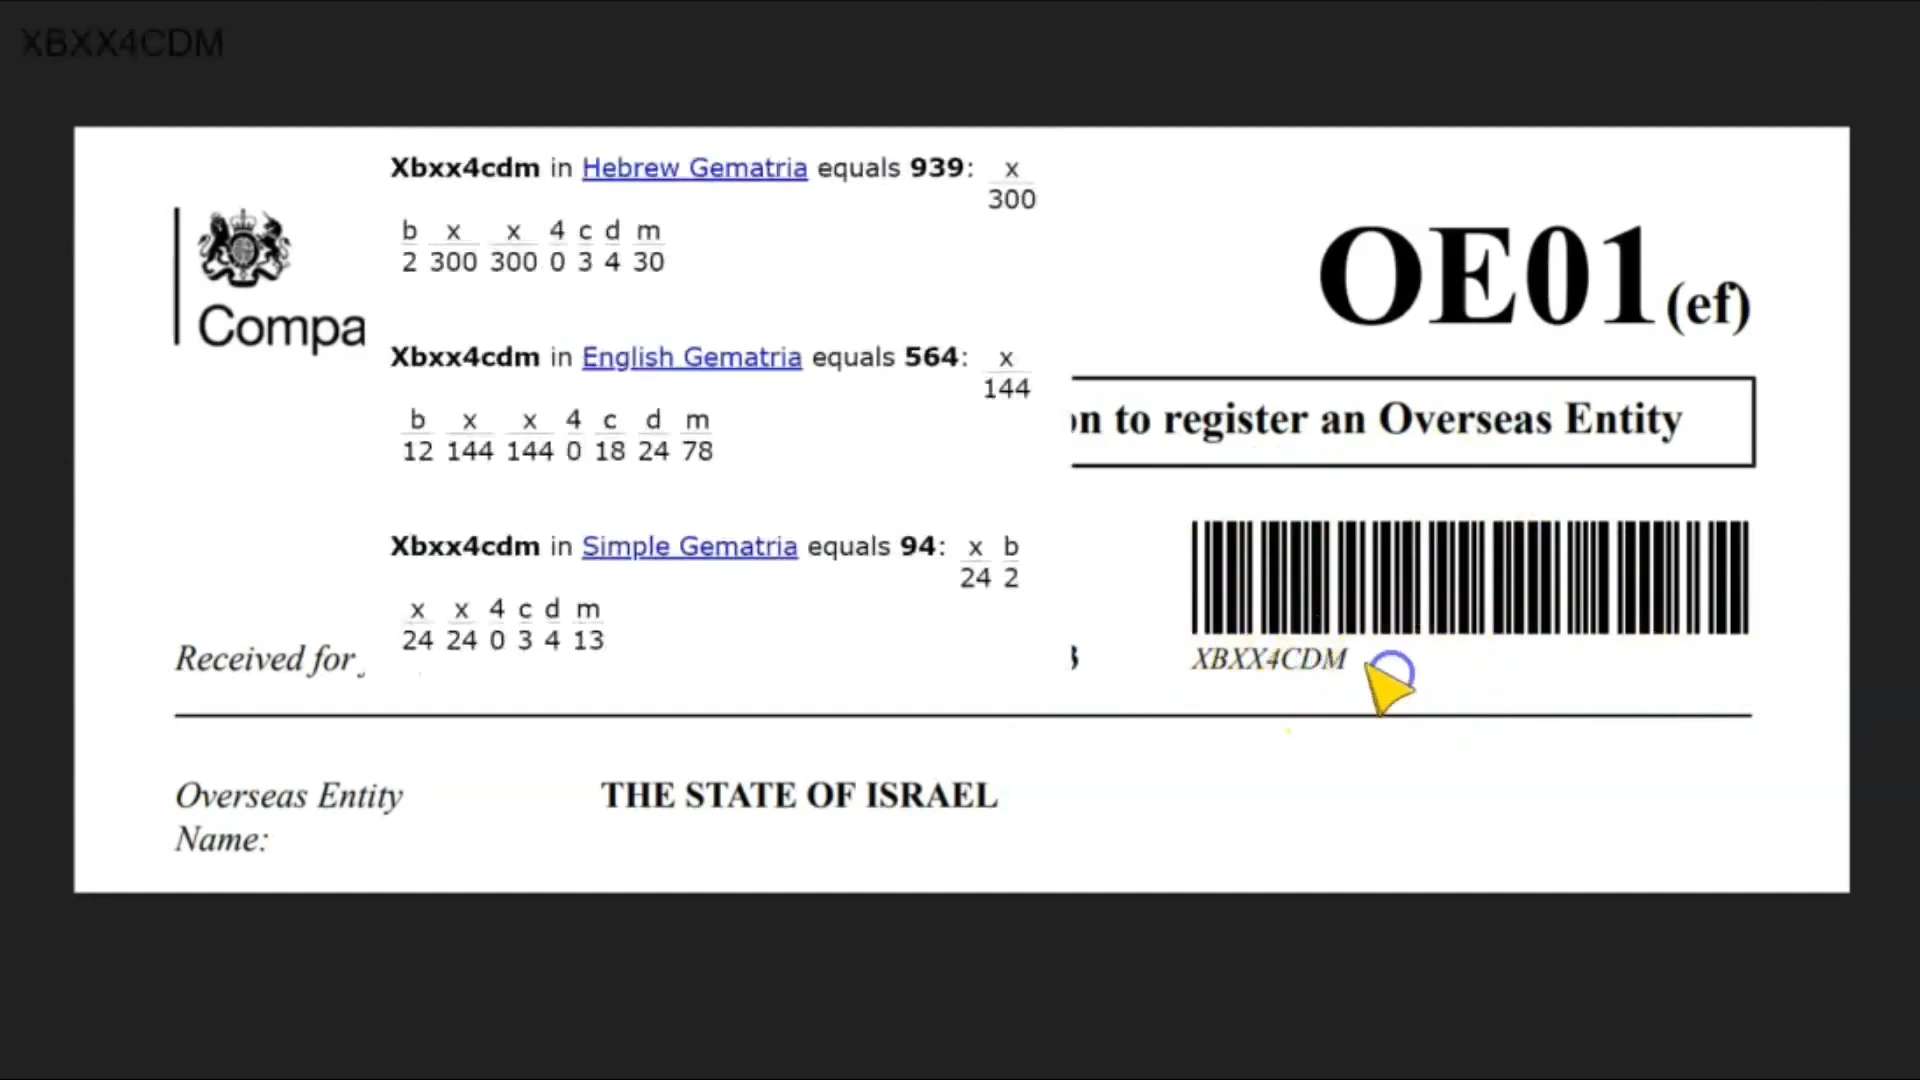 XBXX4CDM
Xbxx4cdm in Hebrew Gematria equals 939: x
300
b x x 4 c d m
2 300 300 0 3 4 30
Compa
OE01(ef)
Xbxx4cdm in English Gematria equals 564: x
144
b x x 4 c d m
12 144 144 0 18 24 78
on to register an Overseas Entity
Xbxx4cdm in Simple Gematria equals 94: x b
24 2
x x 4 c d m
24 24 0 3 4 13
Received for
XBXX4CDM
Overseas Entity THE STATE OF ISRAEL
Name: